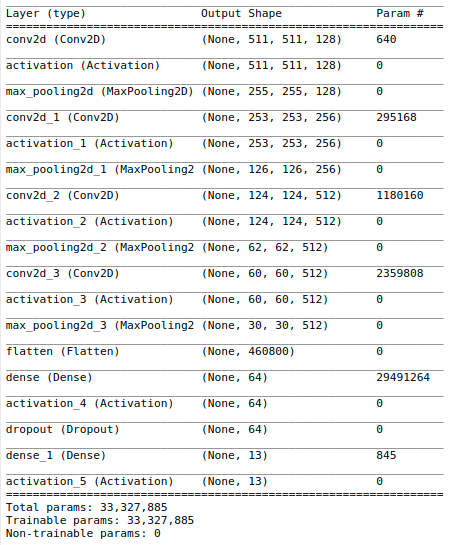 Layer (type) Output Shape Param #
conv2d (Conv2D) (None, 511, 511, 128) 640
activation (Activation) (None, 511, 511, 128) 0
max_pooling2d (MaxPooling2D) (None, 255, 255, 128) 0
conv2d_1 (Conv2D) (None, 253, 253, 256) 295168
activation_1 (Activation) (None, 253, 253, 256) 0
max_pooling2d_1 (MaxPooling2 (None, 126, 126, 256) 0
conv2d_2 (Conv2D) (None, 124, 124, 512) 1180160
activation_2 (Activation) (None, 124, 124, 512) 0
max_pooling2d_2 (MaxPooling2 (None, 62, 62, 512) 0
conv2d_3 (Conv2D) (None, 60, 60, 512) 2359808
activation_3 (Activation) (None, 60, 60, 512) 0
max_pooling2d_3 (MaxPooling2 (None, 30, 30, 512) 0
flatten (Flatten) (None, 460800) 0
dense (Dense) (None, 64) 29491264
activation_4 (Activation) (None, 64) 0
dropout (Dropout) (None, 64) 0
dense_1 (Dense) (None, 13) 845
activation_5 (Activation) (None, 13) 0
Total params: 33,327,885
Trainable params: 33,327,885
Non-trainable params: 0